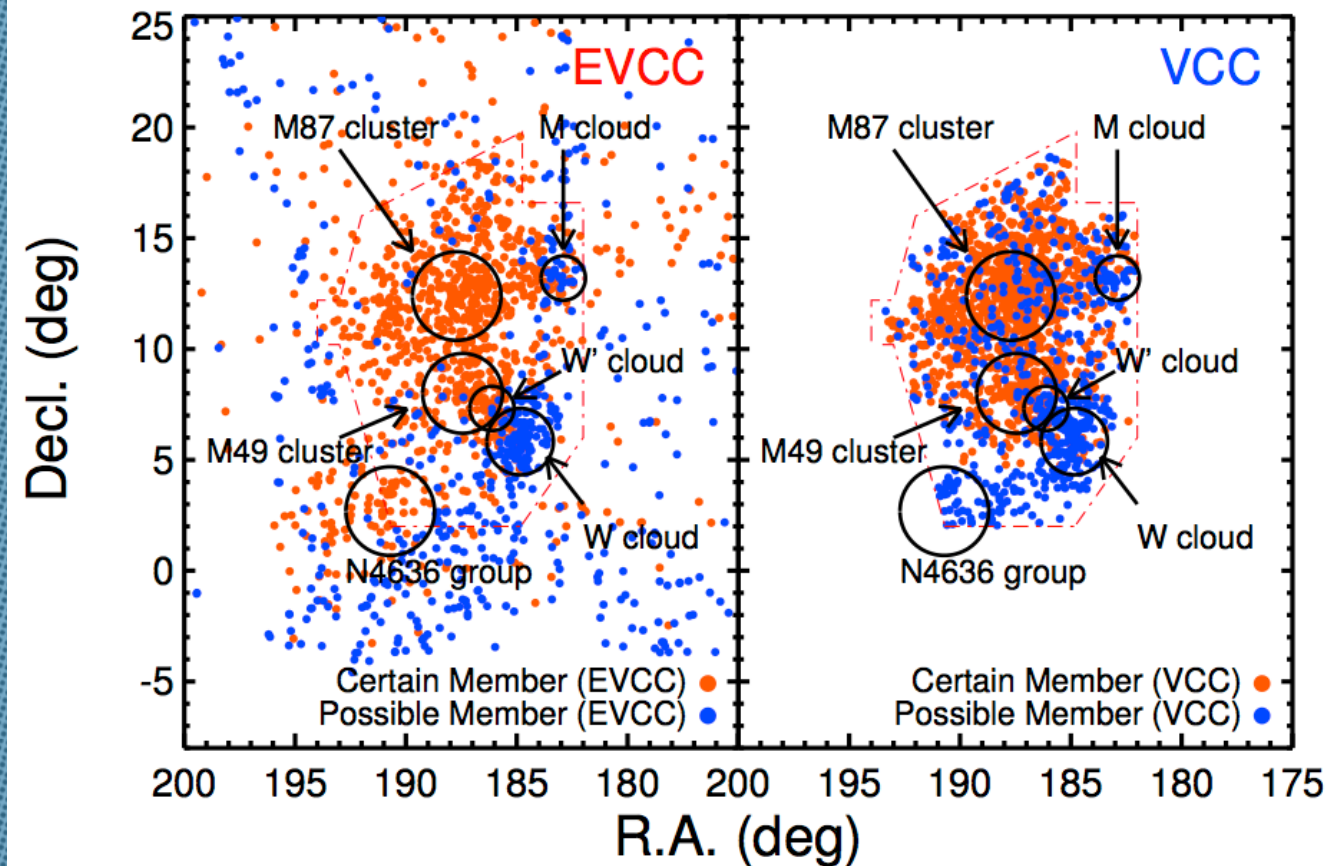 25
20
15
10
5
0
-5
Decl. (deg)
EVCC
M87 cluster
M cloud
W' cloud
M49 cluster
W cloud
N4636 group
Certain Member (EVCC)
Possible Member (EVCC)
VCC
M87 cluster
M cloud
W' cloud
M49 cluster
W cloud
N4636 group
Certain Member (VCC)
Possible Member (VCC)
200 195 190 185 180 200 195 190 185 180 175
R.A. (deg)